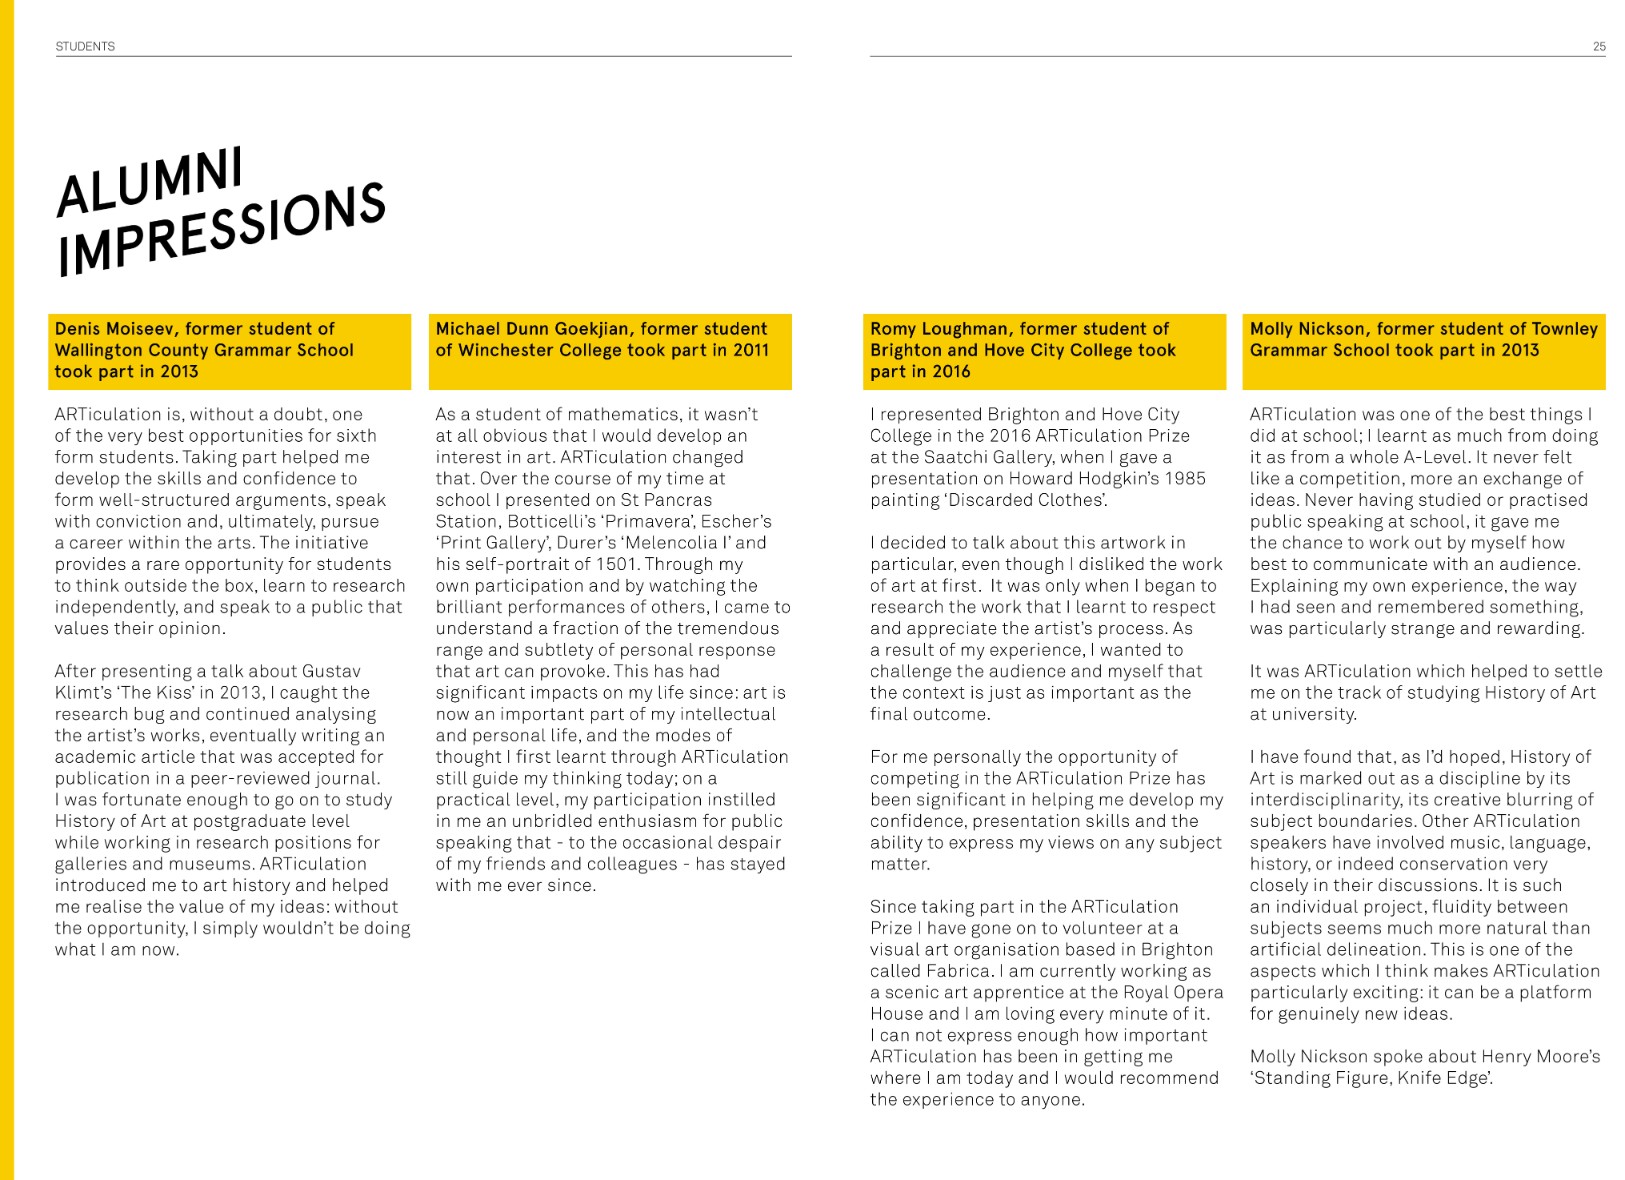 STUDENTS
25
ALUMNI
IMPRESSIONS
Denis Moiseev, former student of
Wallington County Grammar School
took part in 2013
ARTiculation is, without a doubt, one
of the very best opportunities for sixth
form students. Taking part helped me
develop the skills and confidence to
form well-structured arguments, speak
with conviction and, ultimately, pursue
a career within the arts. The initiative
provides a rare opportunity for students
to think outside the box, learn to research
independently, and speak to a public that
values their opinion.
After presenting a talk about Gustav
Klimt's ‘The Kiss’ in 2013, I caught the
research bug and continued analysing
the artist's works, eventually writing an
academic article that was accepted for
publication in a peer-reviewed journal.
I was fortunate enough to go on to study
History of Art at postgraduate level
while working in research positions for
galleries and museums. ARTiculation
introduced me to art history and helped
me realise the value of my ideas: without
the opportunity, I simply wouldn't be doing
what I am now.
Michael Dunn Goekjian, former student
of Winchester College took part in 2011
As a student of mathematics, it wasn't
at all obvious that I would develop an
interest in art. ARTiculation changed
that. Over the course of my time at
school I presented on St Pancras
Station, Botticelli's ‘Primavera’, Escher's
‘Print Gallery’, Durer's ‘Melencolia I’ and
his self-portrait of 1501. Through my
own participation and by watching the
brilliant performances of others, I came to
understand a fraction of the tremendous
range and subtlety of personal response
that art can provoke. This has had
significant impacts on my life since: art is
now an important part of my intellectual
and personal life, and the modes of
thought I first learnt through ARTiculation
still guide my thinking today; on a
practical level, my participation instilled
in me an unbridled enthusiasm for public
speaking that - to the occasional despair
of my friends and colleagues - has stayed
with me ever since.
Romy Loughman, former student of
Brighton and Hove City College took
part in 2016
I represented Brighton and Hove City
College in the 2016 ARTiculation Prize
at the Saatchi Gallery, when I gave a
presentation on Howard Hodgkin's 1985
painting ‘Discarded Clothes’.
I decided to talk about this artwork in
particular, even though I disliked the work
of art at first.  It was only when I began to
research the work that I learnt to respect
and appreciate the artist's process. As
a result of my experience, I wanted to
challenge the audience and myself that
the context is just as important as the
final outcome.
For me personally the opportunity of
competing in the ARTiculation Prize has
been significant in helping me develop my
confidence, presentation skills and the
ability to express my views on any subject
matter.
Since taking part in the ARTiculation
Prize I have gone on to volunteer at a
visual art organisation based in Brighton
called Fabrica. I am currently working as
a scenic art apprentice at the Royal Opera
House and I am loving every minute of it.
I can not express enough how important
ARTiculation has been in getting me
where I am today and I would recommend
the experience to anyone.
Molly Nickson, former student of Townley
Grammar School took part in 2013
ARTiculation was one of the best things I
did at school; I learnt as much from doing
it as from a whole A-Level. It never felt
like a competition, more an exchange of
ideas. Never having studied or practised
public speaking at school, it gave me
the chance to work out by myself how
best to communicate with an audience.
Explaining my own experience, the way
I had seen and remembered something,
was particularly strange and rewarding.
It was ARTiculation which helped to settle
me on the track of studying History of Art
at university.
I have found that, as I'd hoped, History of
Art is marked out as a discipline by its
interdisciplinarity, its creative blurring of
subject boundaries. Other ARTiculation
speakers have involved music, language,
history, or indeed conservation very
closely in their discussions. It is such
an individual project, fluidity between
subjects seems much more natural than
artificial delineation. This is one of the
aspects which I think makes ARTiculation
particularly exciting: it can be a platform
for genuinely new ideas.
Molly Nickson spoke about Henry Moore's
‘Standing Figure, Knife Edge’.